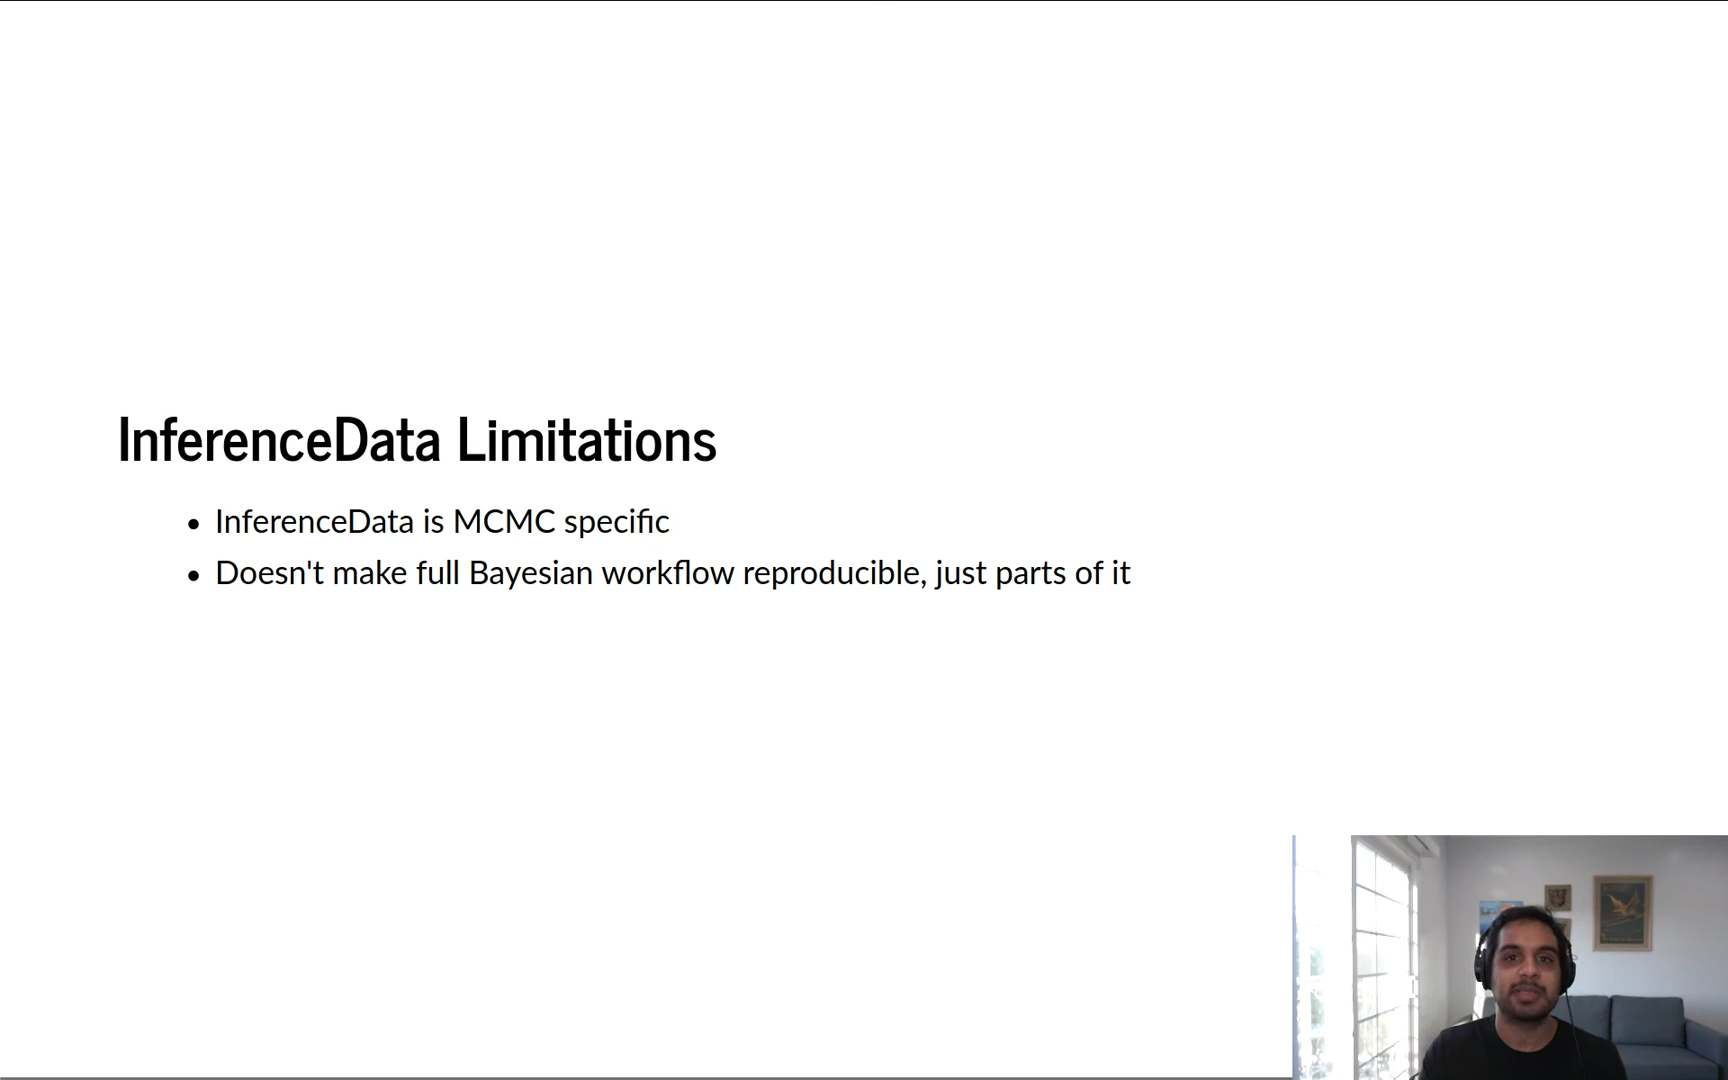 InferenceData Limitations
InferenceData is MCMC specific
Doesn't make full Bayesian workflow reproducible, just parts of it